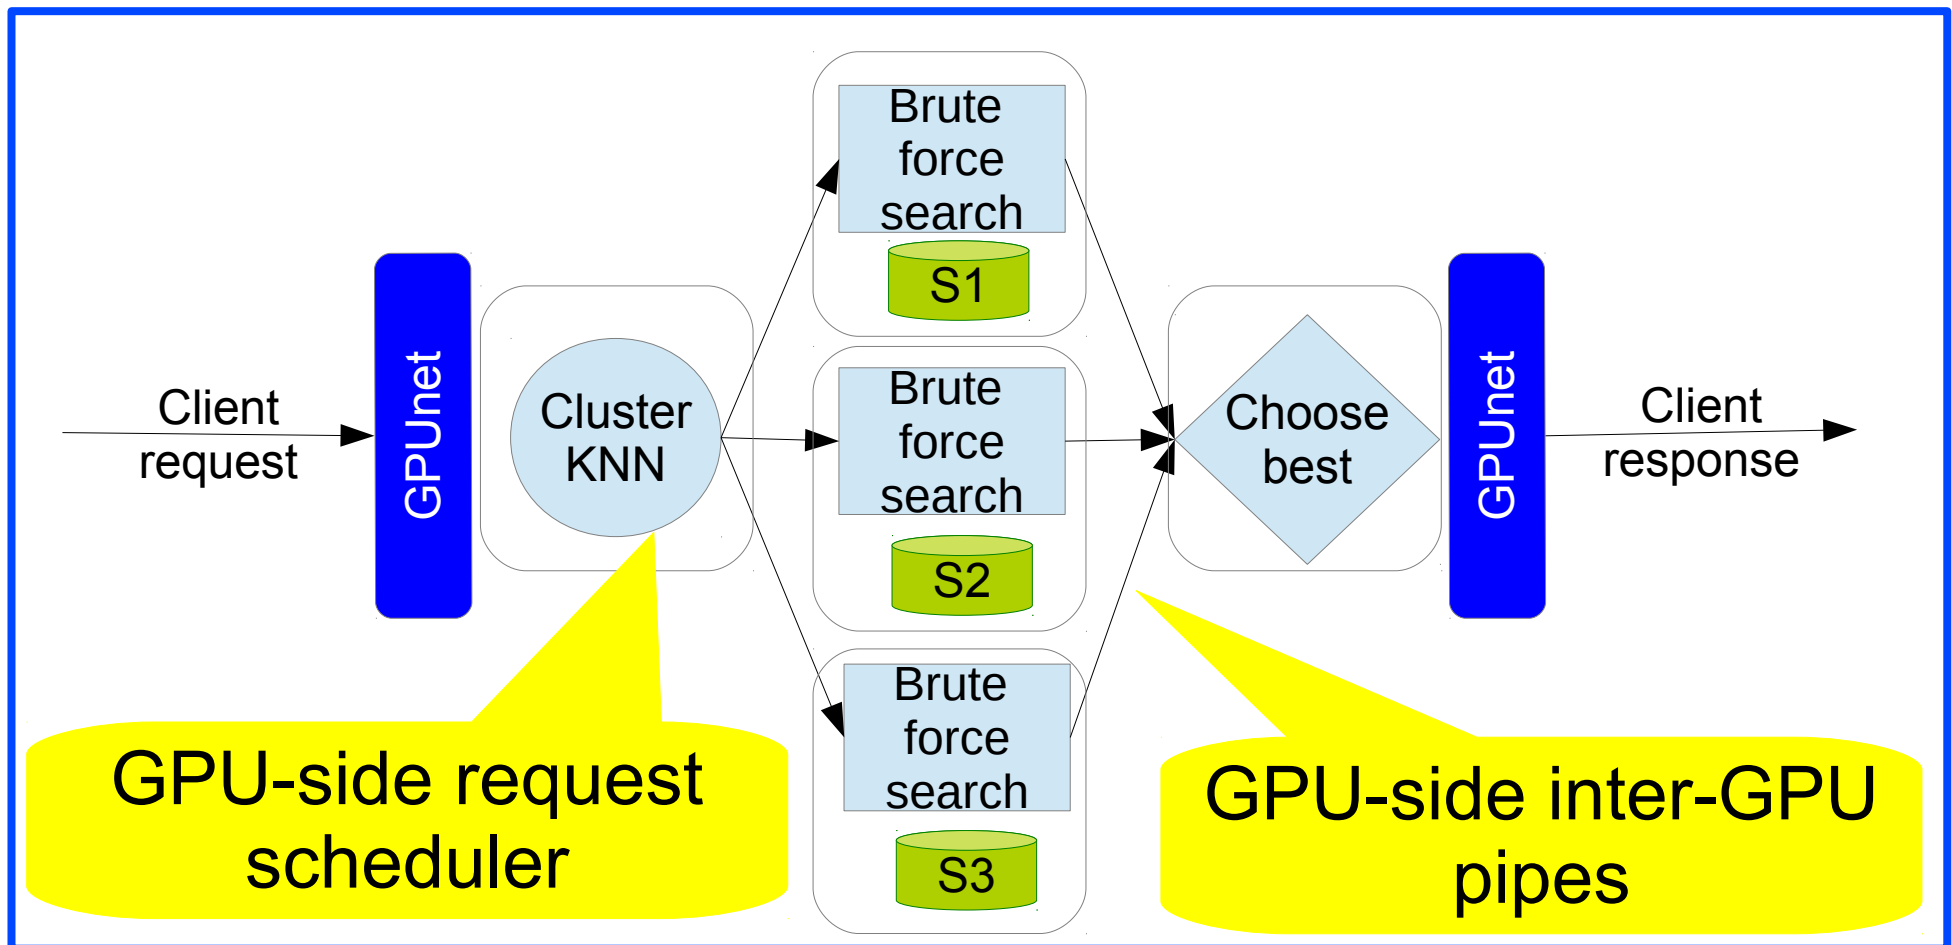 Client
request
GPUnet
Cluster
KNN
Brute
force
search
S1
Brute
force
search
S2
Brute
force
search
S3
Choose
best
GPUnet
Client
response
GPU-side request
scheduler
GPU-side inter-GPU
pipes